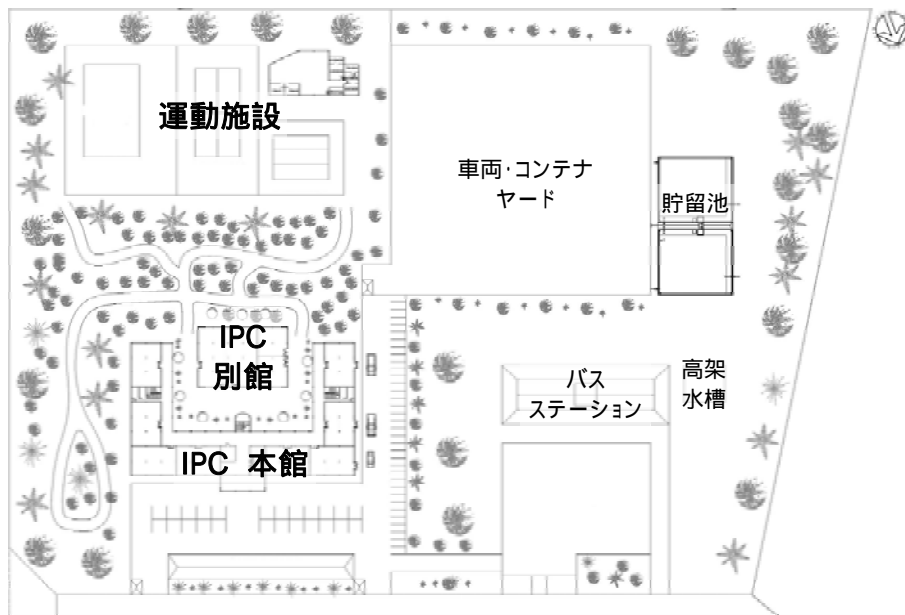 運動施設
車両・コンテナ
ヤード
貯留池
IPC
別館
バス
ステーション
高架
水槽
IPC 本館